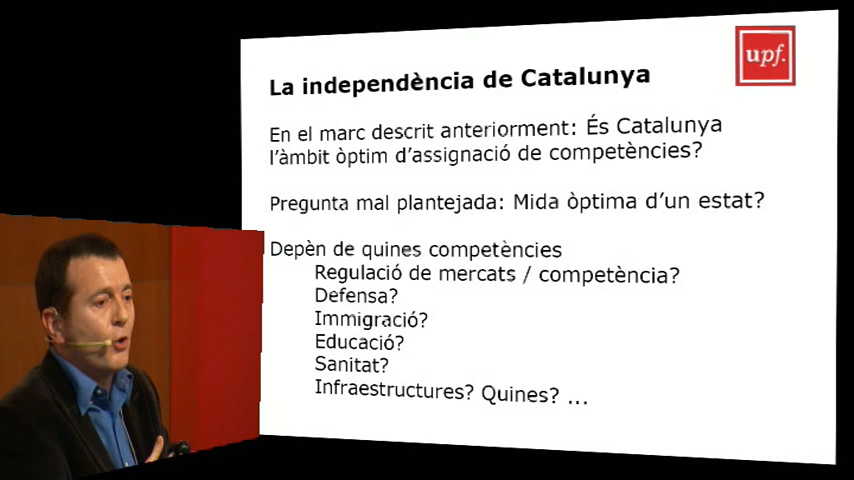 upf.
La independència de Catalunya
En el marc descrit anteriorment: És Catalunya
l'àmbit òptim d'assignació de competències?
Pregunta mal plantejada: Mida òptima d'un estat?
Depèn de quines competències
Regulació de mercats / competència?
Defensa?
Immigració?
Educació?
Sanitat?
Infraestructures? Quines? ...